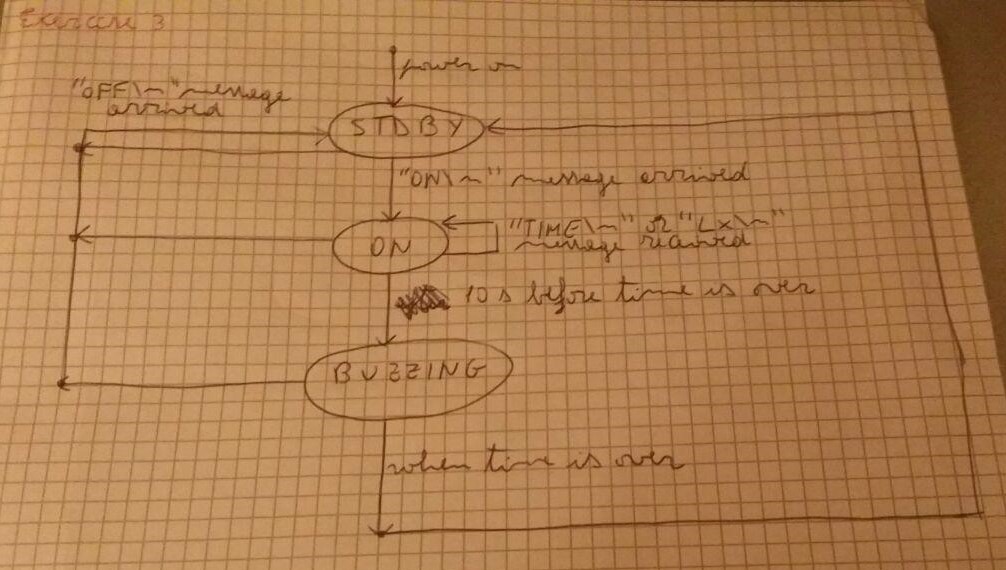 Exercise 3
power on
"OFF\n" message
arrived
STDBY
"ON\n" message arrived
"TIME\n" OR "Lx\n"
message received
ON
10s before time is over
BUZZING
when time is over